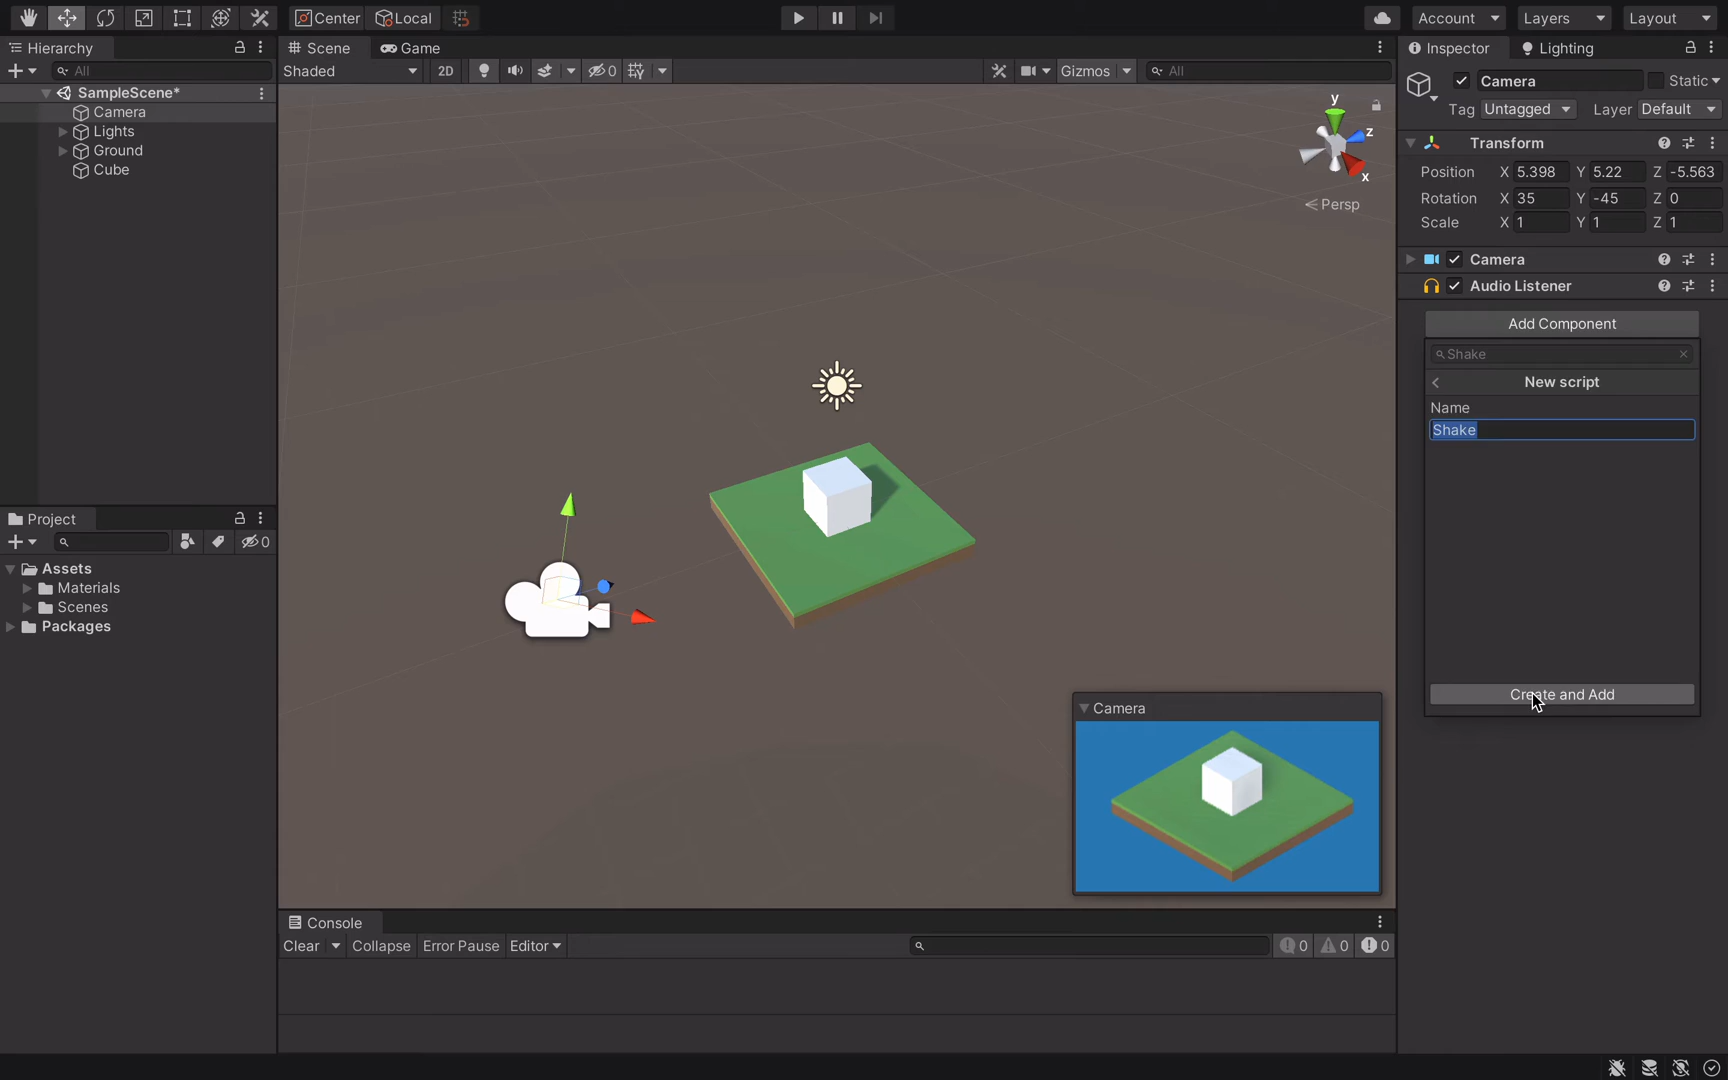 Center Local Account Layers Layout
Hierarchy
All
SampleScene*
Camera
Lights
Ground
Cube
Project
0
Assets
Materials
Scenes
Packages
Scene Game
Shaded 2D 0 Gizmos All
y
z
x
Persp
Camera
Console
Clear Collapse Error Pause Editor 0 0 0
Inspector Lighting
Camera Static
Tag Untagged Layer Default
Transform
Position X 5.398 Y 5.22 Z -5.563
Rotation X 35 Y -45 Z 0
Scale X 1 Y 1 Z 1
Camera
Audio Listener
Add Component
Shake
New script
Name
Shake
Create and Add